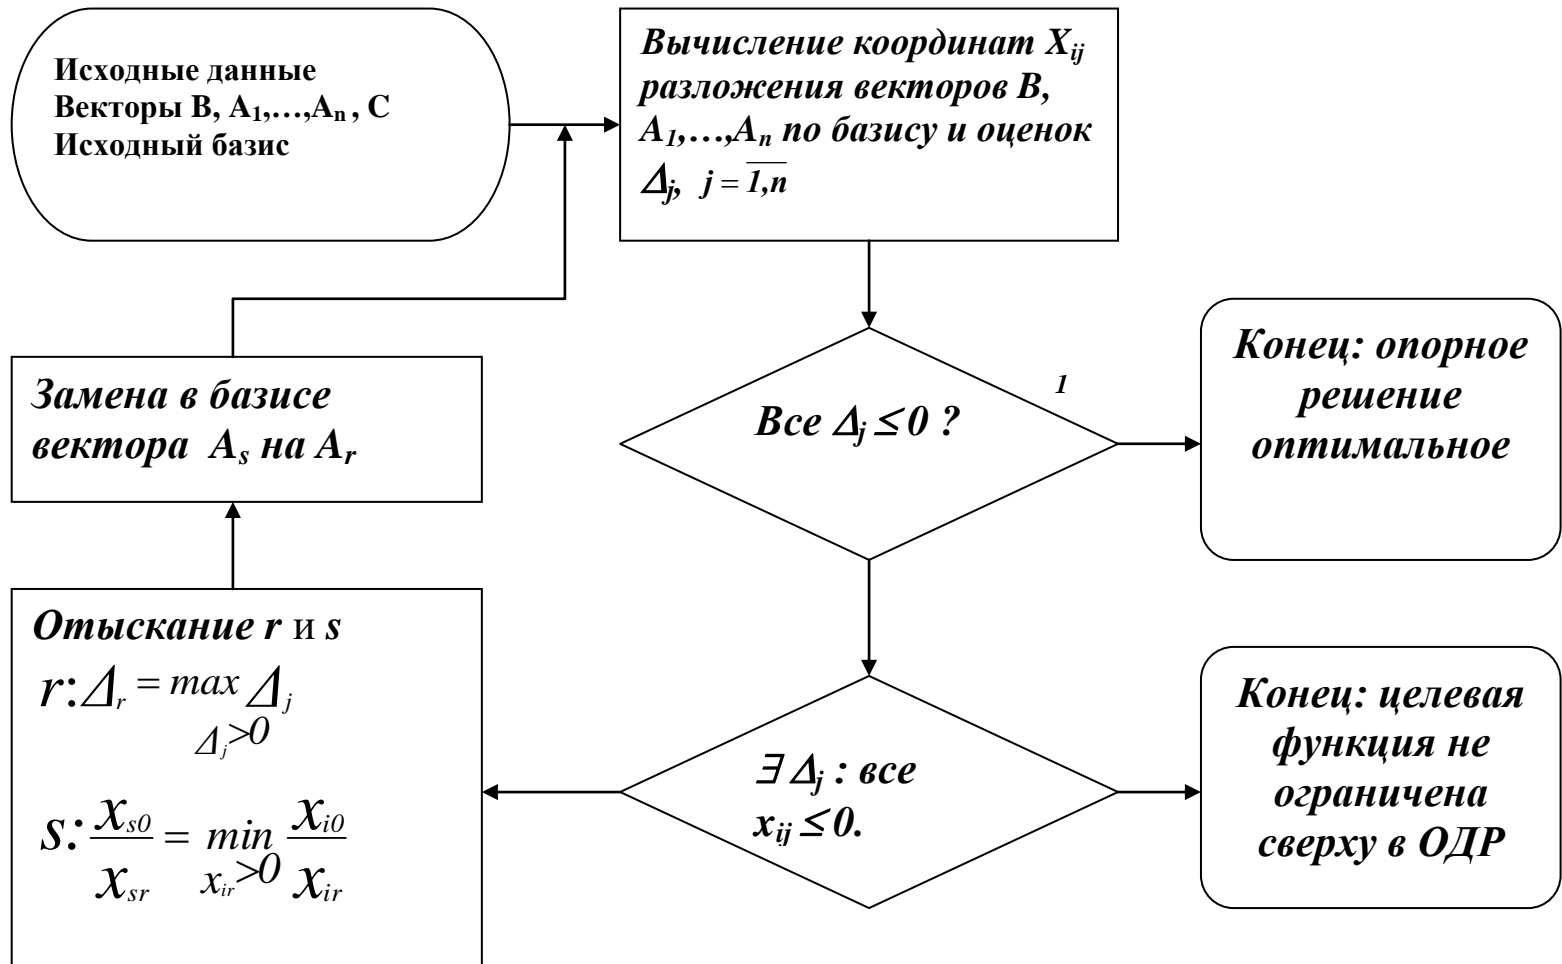 Исходные данные
Векторы B, A₁,…,Aₙ , C
Исходный базис
Вычисление координат Xᵢⱼ
разложения векторов B,
A₁,…,Aₙ по базису и оценок
Δⱼ, j = 1,n̅
Замена в базисе
вектора Aₛ на Aᵣ
Все Δⱼ ≤ 0 ?
1
Конец: опорное
решение
оптимальное
Отыскание r и s
r: Δᵣ = max Δⱼ
Δⱼ>0
s: xₛ₀/xₛᵣ = min xᵢ₀/xᵢᵣ
xᵢᵣ>0
∃ Δⱼ : все
xᵢⱼ ≤ 0.
Конец: целевая
функция не
ограничена
сверху в ОДР